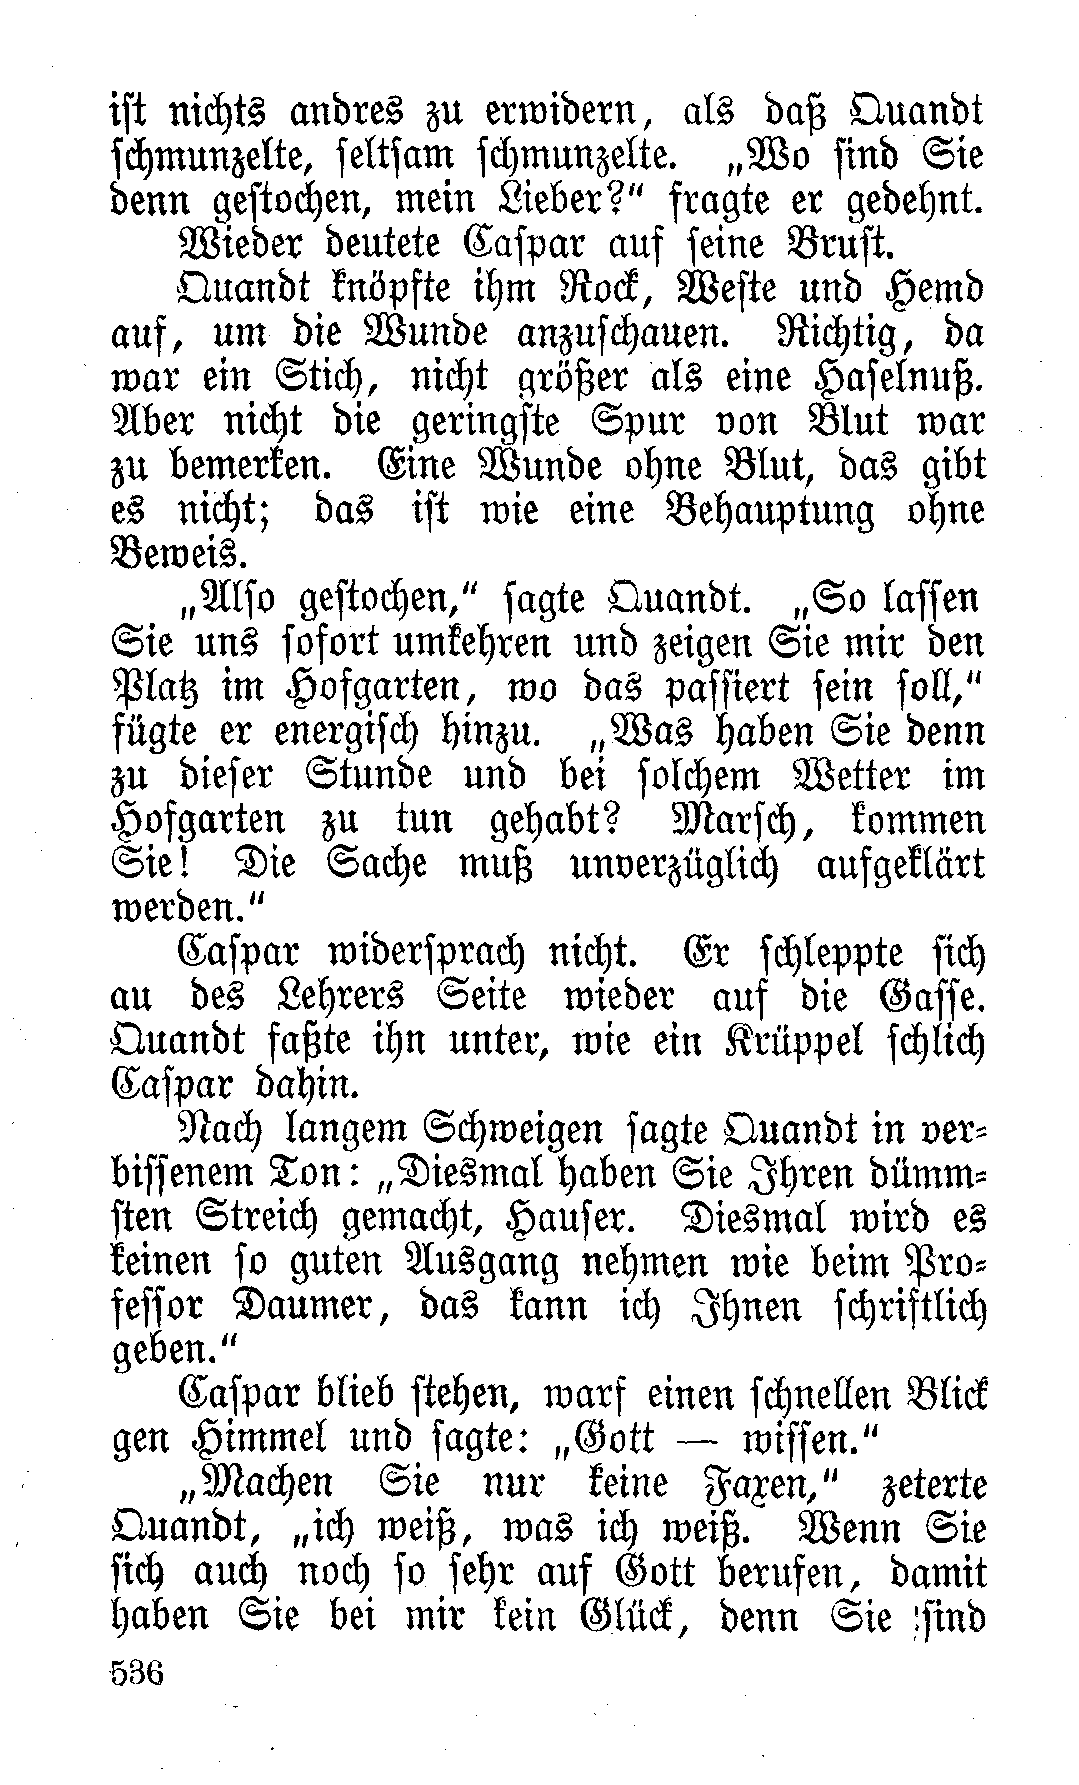 ist nichts andres zu erwidern, als daß Quandt
schmunzelte, seltsam schmunzelte. „Wo sind Sie
denn gestochen, mein Lieber?“ fragte er gedehnt.
Wieder deutete Caspar auf seine Brust.
Quandt knöpfte ihm Rock, Weste und Hemd
auf, um die Wunde anzuschauen. Richtig, da
war ein Stich, nicht größer als eine Haselnuß.
Aber nicht die geringste Spur von Blut war
zu bemerken. Eine Wunde ohne Blut, das gibt
es nicht; das ist wie eine Behauptung ohne
Beweis.
„Also gestochen,“ sagte Quandt. „So lassen
Sie uns sofort umkehren und zeigen Sie mir den
Platz im Hofgarten, wo das passiert sein soll,“
fügte er energisch hinzu. „Was haben Sie denn
zu dieser Stunde und bei solchem Wetter im
Hofgarten zu tun gehabt? Marsch, kommen
Sie! Die Sache muß unverzüglich aufgeklärt
werden.“
Caspar widersprach nicht. Er schleppte sich
au des Lehrers Seite wieder auf die Gasse.
Quandt faßte ihn unter, wie ein Krüppel schlich
Caspar dahin.
Nach langem Schweigen sagte Quandt in ver-
bissenem Ton: „Diesmal haben Sie Ihren dümm-
sten Streich gemacht, Hauser. Diesmal wird es
keinen so guten Ausgang nehmen wie beim Pro-
fessor Daumer, das kann ich Ihnen schriftlich
geben.“
Caspar blieb stehen, warf einen schnellen Blick
gen Himmel und sagte: „Gott — wissen.“
„Machen Sie nur keine Faxen,“ zeterte
Quandt, „ich weiß, was ich weiß. Wenn Sie
sich auch noch so sehr auf Gott berufen, damit
haben Sie bei mir kein Glück, denn Sie sind
536